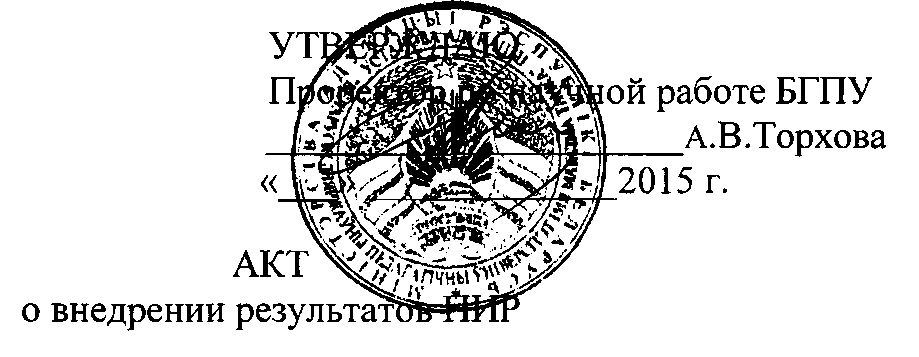 УТВЕРЖДАЮ
Проректор по научной работе БГПУ
А.В.Торхова
« » 2015 г.
АКТ
о внедрении результатов НИР